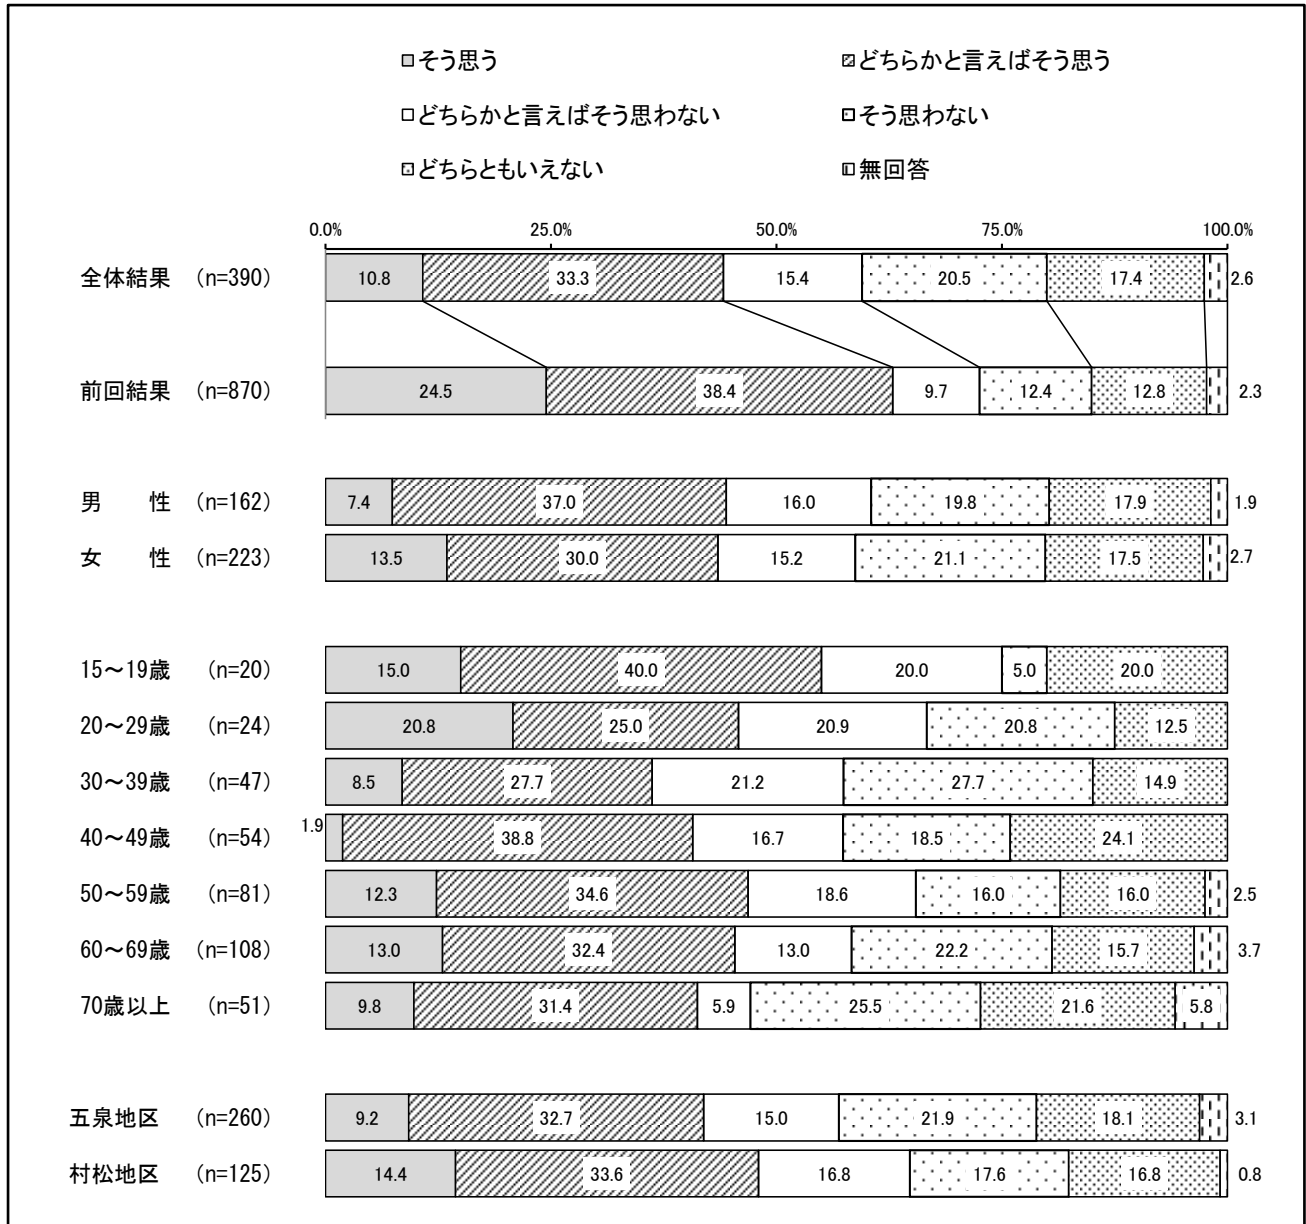 そう思う どちらかと言えばそう思う
どちらかと言えばそう思わない そう思わない
どちらともいえない 無回答
0.0% 25.0% 50.0% 75.0% 100.0%
全体結果 (n=390) 10.8 33.3 15.4 20.5 17.4 2.6
前回結果 (n=870) 24.5 38.4 9.7 12.4 12.8 2.3
男 性 (n=162) 7.4 37.0 16.0 19.8 17.9 1.9
女 性 (n=223) 13.5 30.0 15.2 21.1 17.5 2.7
15~19歳 (n=20) 15.0 40.0 20.0 5.0 20.0
20~29歳 (n=24) 20.8 25.0 20.9 20.8 12.5
30~39歳 (n=47) 8.5 27.7 21.2 27.7 14.9
40~49歳 (n=54) 1.9 38.8 16.7 18.5 24.1
50~59歳 (n=81) 12.3 34.6 18.6 16.0 16.0 2.5
60~69歳 (n=108) 13.0 32.4 13.0 22.2 15.7 3.7
70歳以上 (n=51) 9.8 31.4 5.9 25.5 21.6 5.8
五泉地区 (n=260) 9.2 32.7 15.0 21.9 18.1 3.1
村松地区 (n=125) 14.4 33.6 16.8 17.6 16.8 0.8